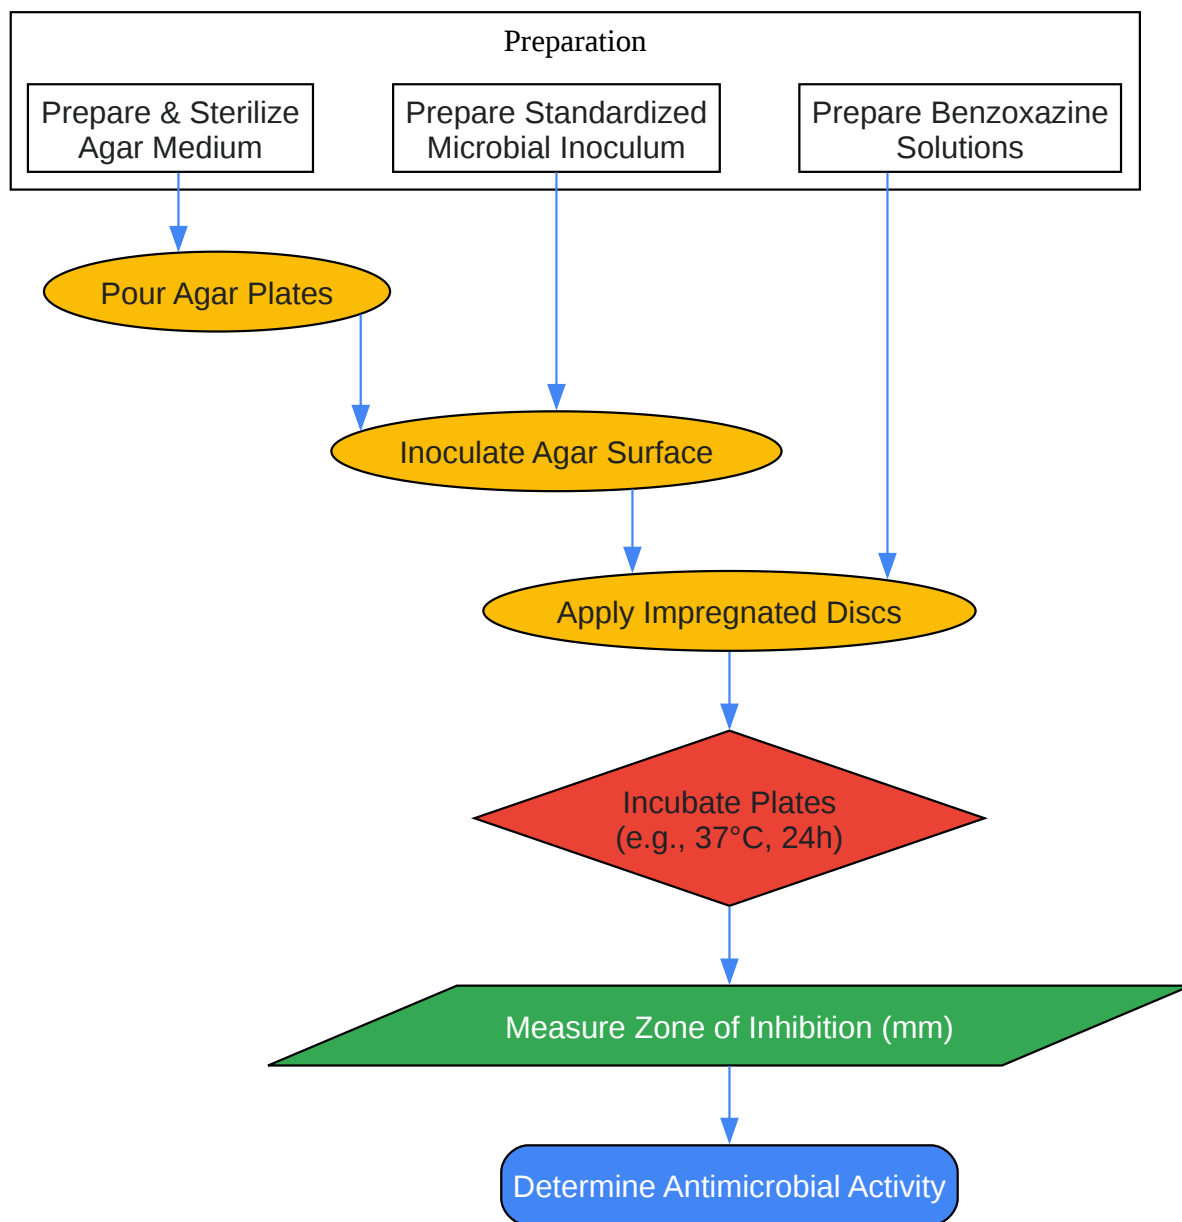 Preparation
Prepare & Sterilize
Agar Medium
Prepare Standardized
Microbial Inoculum
Prepare Benzoxazine
Solutions
Pour Agar Plates
Inoculate Agar Surface
Apply Impregnated Discs
Incubate Plates
(e.g., 37°C, 24h)
Measure Zone of Inhibition (mm)
Determine Antimicrobial Activity